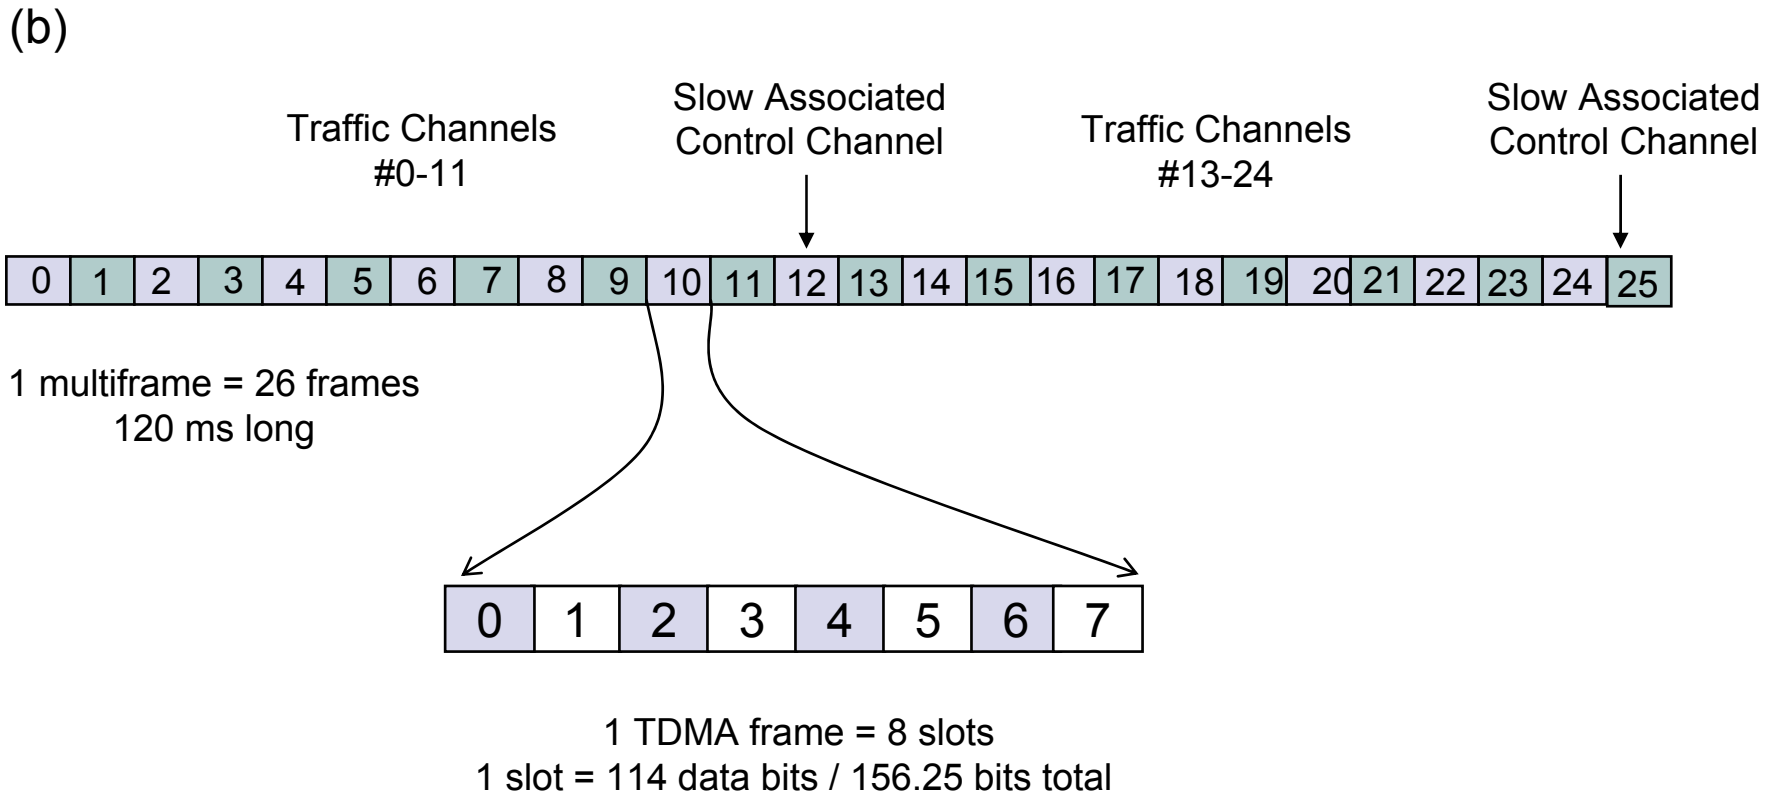 (b)
Traffic Channels
#0-11
Slow Associated
Control Channel
Traffic Channels
#13-24
Slow Associated
Control Channel
0 1 2 3 4 5 6 7 8 9 10 11 12 13 14 15 16 17 18 19 20 21 22 23 24 25
1 multiframe = 26 frames
120 ms long
0 1 2 3 4 5 6 7
1 TDMA frame = 8 slots
1 slot = 114 data bits / 156.25 bits total